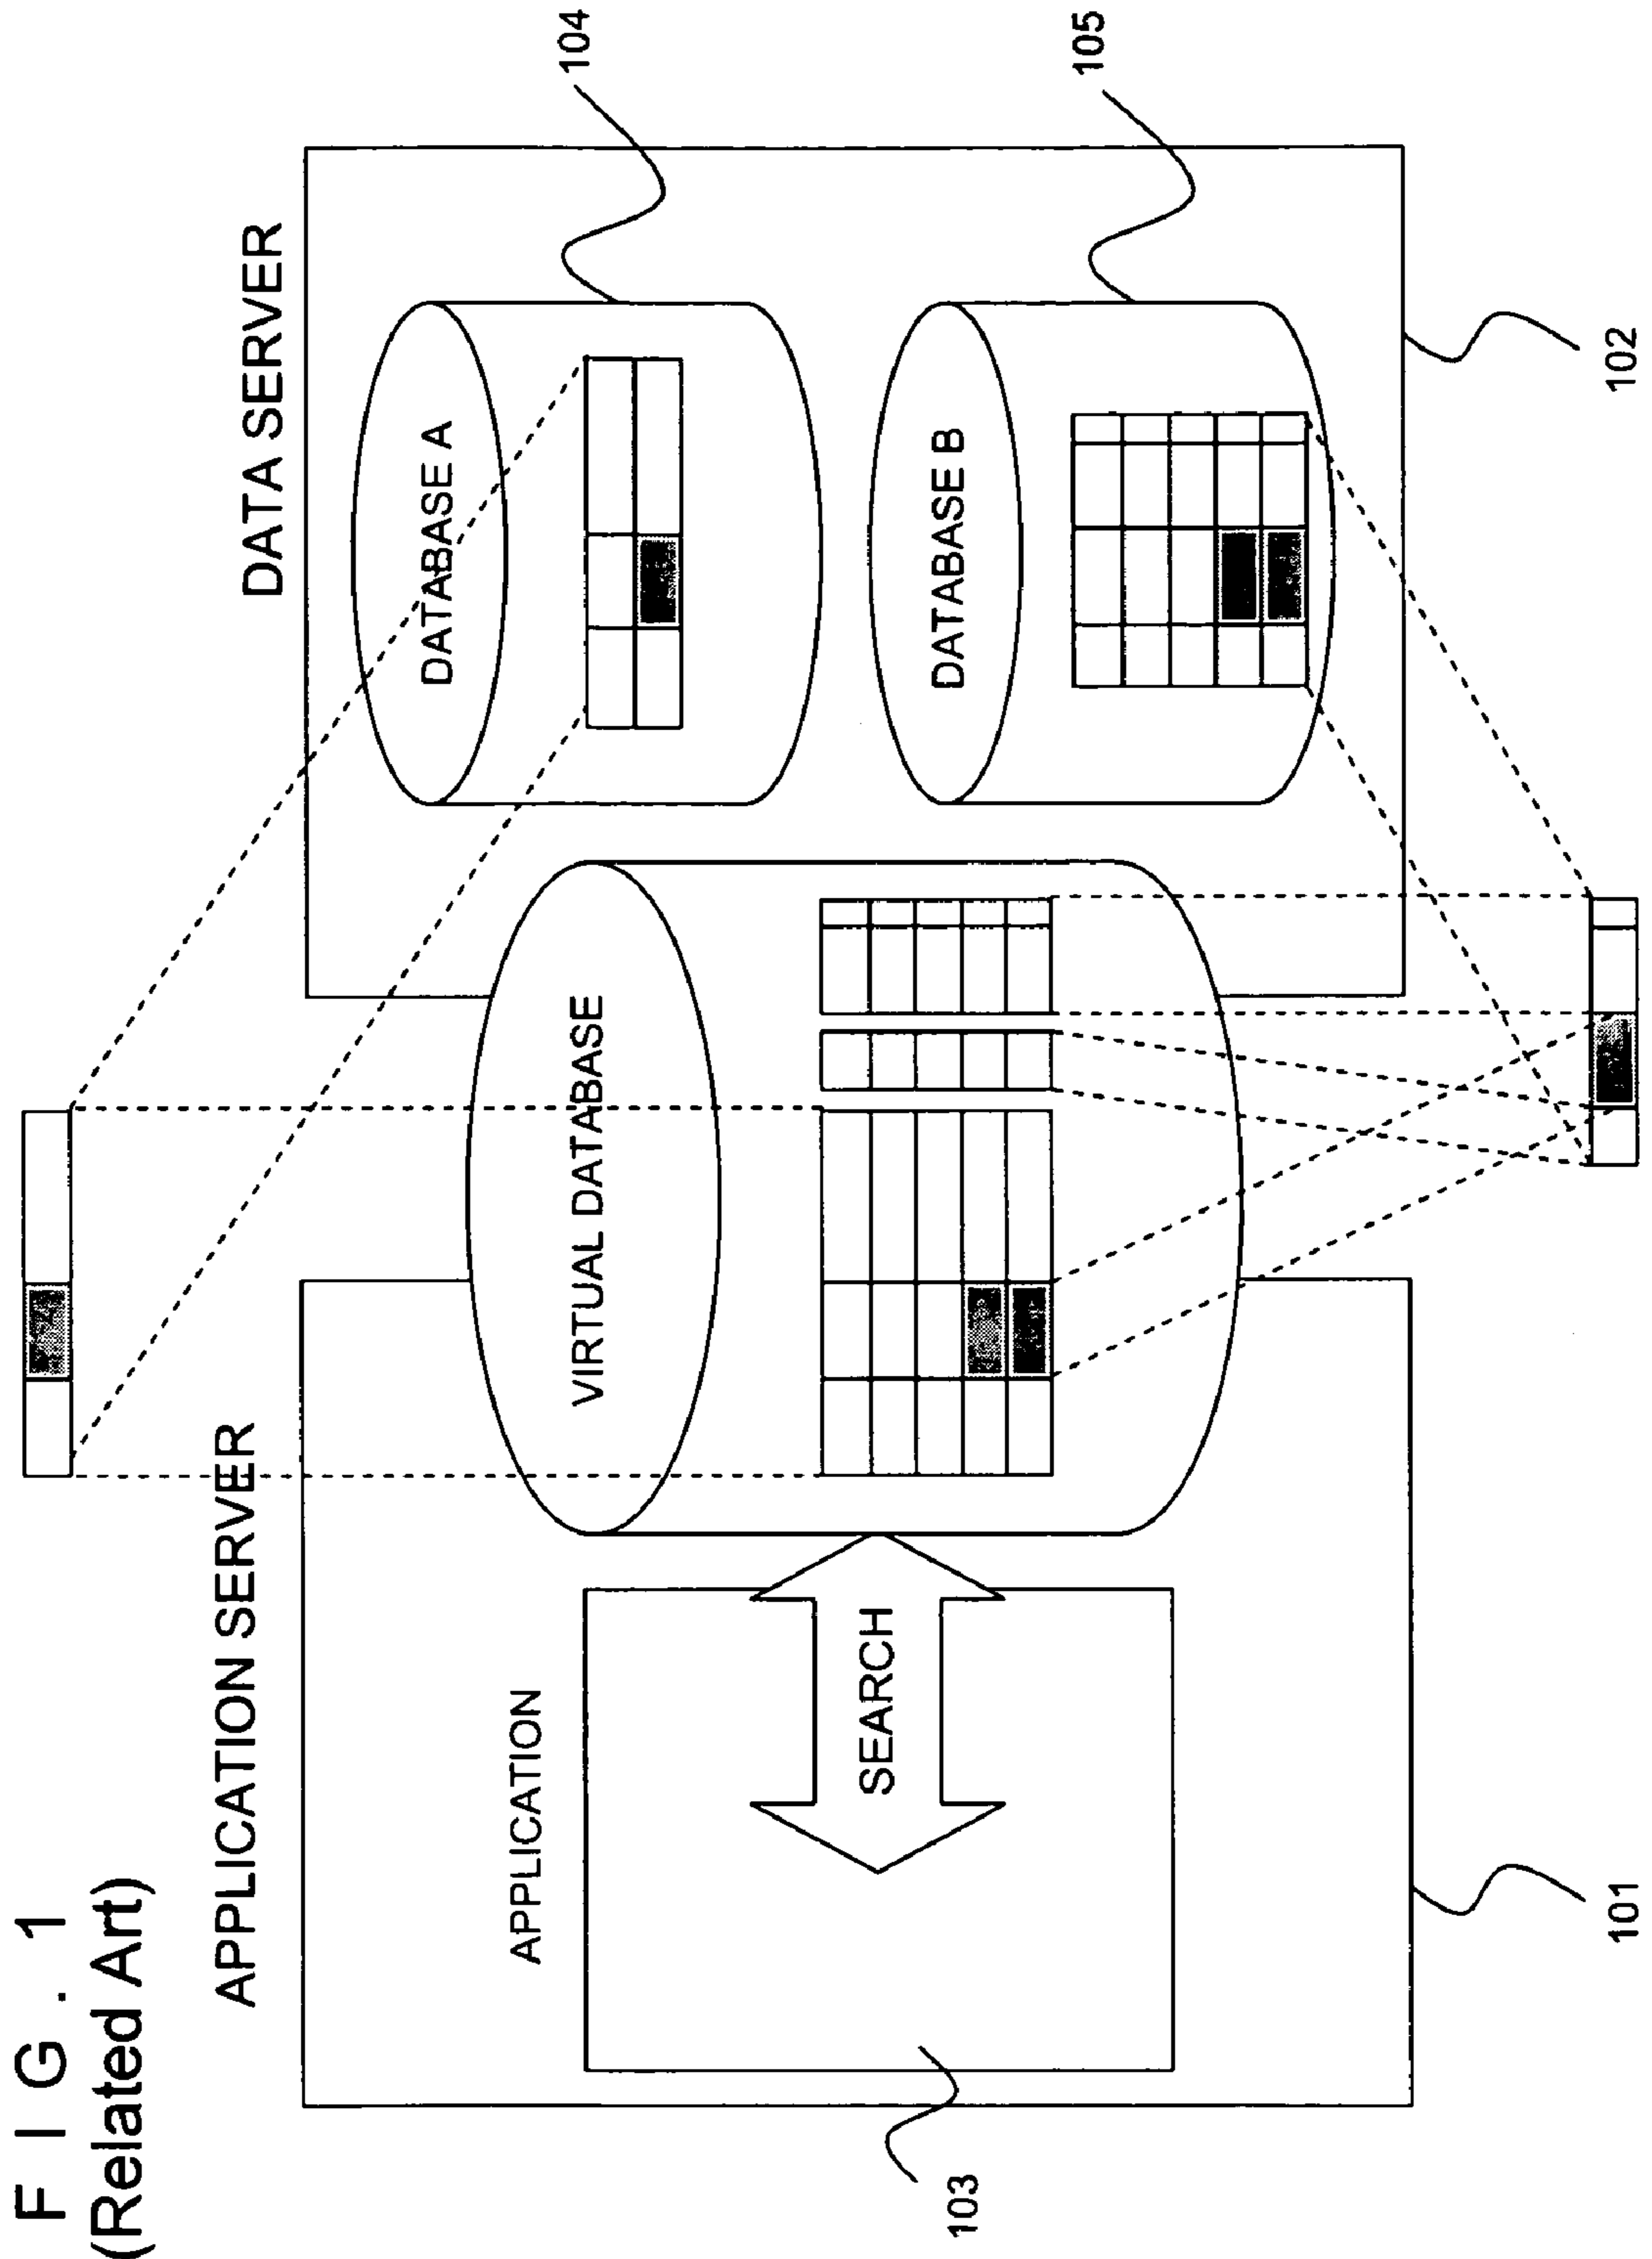 F I G . 1
(Related Art)
APPLICATION SERVER
DATA SERVER
APPLICATION
VIRTUAL DATABASE
DATABASE A
DATABASE B
SEARCH
103
101
102
104
105